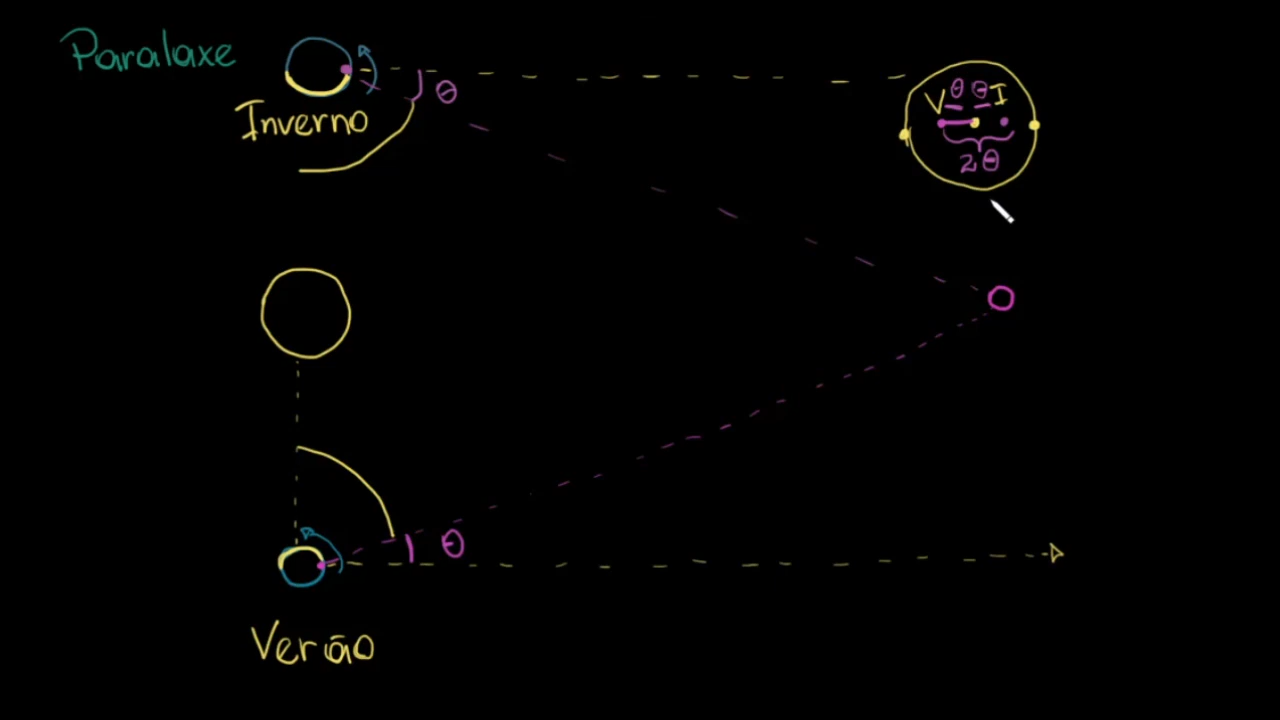 Paralaxe
Inverno
θ
V θ θ I
2θ
θ
Verão